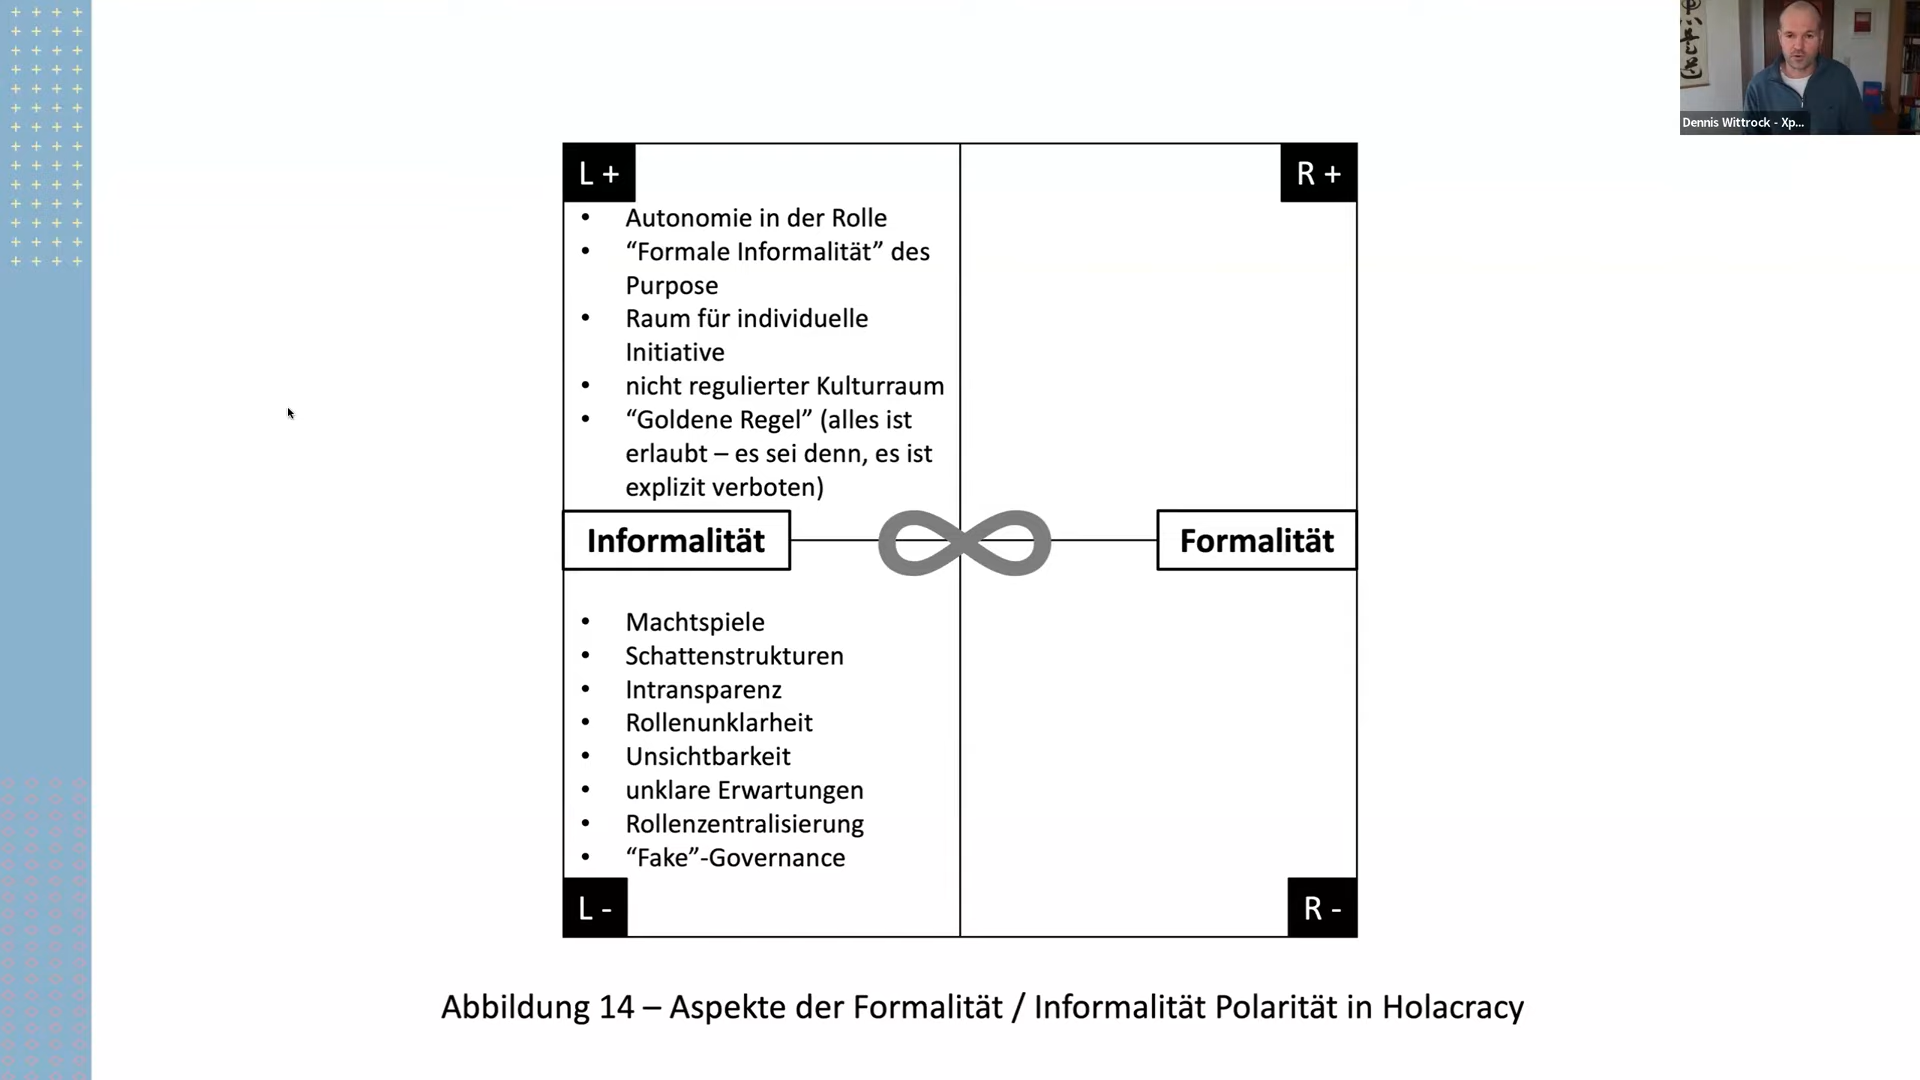 Dennis Wittrock - Xp...
L +
R +
• Autonomie in der Rolle
• “Formale Informalität” des
Purpose
• Raum für individuelle
Initiative
• nicht regulierter Kulturraum
• “Goldene Regel” (alles ist
erlaubt – es sei denn, es ist
explizit verboten)
Informalität
Formalität
• Machtspiele
• Schattenstrukturen
• Intransparenz
• Rollenunklarheit
• Unsichtbarkeit
• unklare Erwartungen
• Rollenzentralisierung
• “Fake”-Governance
L -
R -
Abbildung 14 – Aspekte der Formalität / Informalität Polarität in Holacracy